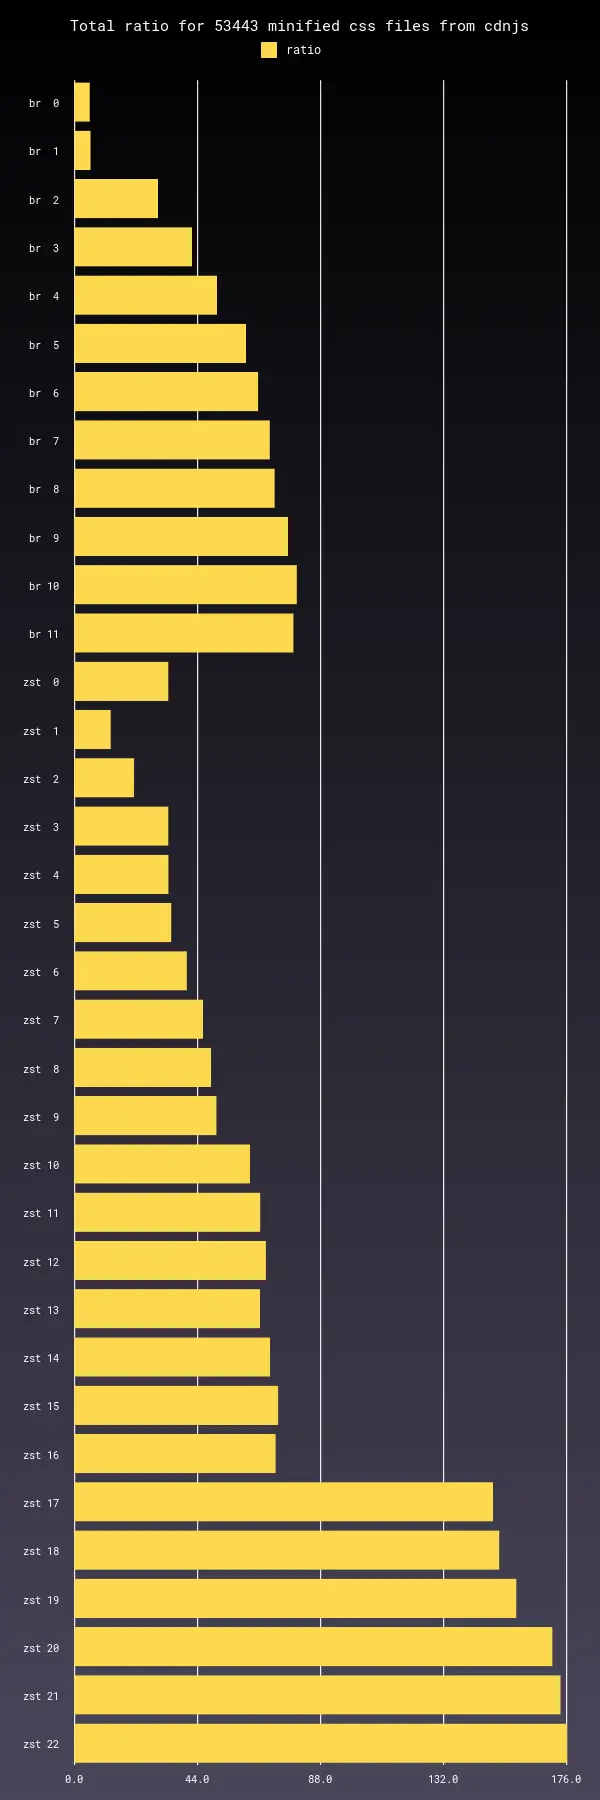 Total ratio for 53443 minified css files from cdnjs
ratio
br 0
br 1
br 2
br 3
br 4
br 5
br 6
br 7
br 8
br 9
br 10
br 11
zst 0
zst 1
zst 2
zst 3
zst 4
zst 5
zst 6
zst 7
zst 8
zst 9
zst 10
zst 11
zst 12
zst 13
zst 14
zst 15
zst 16
zst 17
zst 18
zst 19
zst 20
zst 21
zst 22
0.0 44.0 88.0 132.0 176.0